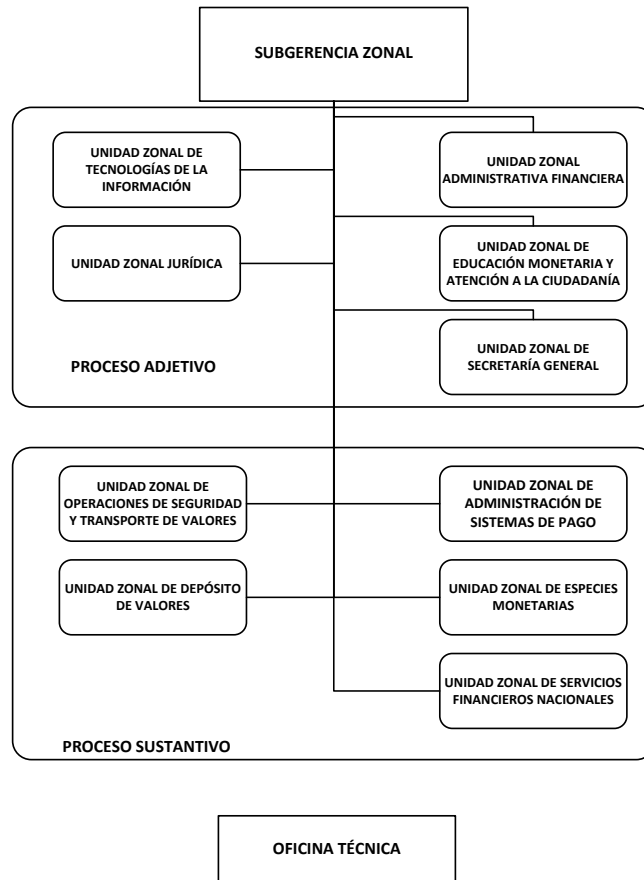 SUBGERENCIA ZONAL
UNIDAD ZONAL DE
TECNOLOGÍAS DE LA
INFORMACIÓN
UNIDAD ZONAL
ADMINISTRATIVA FINANCIERA
UNIDAD ZONAL JURÍDICA
UNIDAD ZONAL DE
EDUCACIÓN MONETARIA Y
ATENCIÓN A LA CIUDADANÍA
UNIDAD ZONAL DE
SECRETARÍA GENERAL
PROCESO ADJETIVO
UNIDAD ZONAL DE
OPERACIONES DE SEGURIDAD
Y TRANSPORTE DE VALORES
UNIDAD ZONAL DE
ADMINISTRACIÓN DE
SISTEMAS DE PAGO
UNIDAD ZONAL DE DEPÓSITO
DE VALORES
UNIDAD ZONAL DE ESPECIES
MONETARIAS
UNIDAD ZONAL DE SERVICIOS
FINANCIEROS NACIONALES
PROCESO SUSTANTIVO
OFICINA TÉCNICA